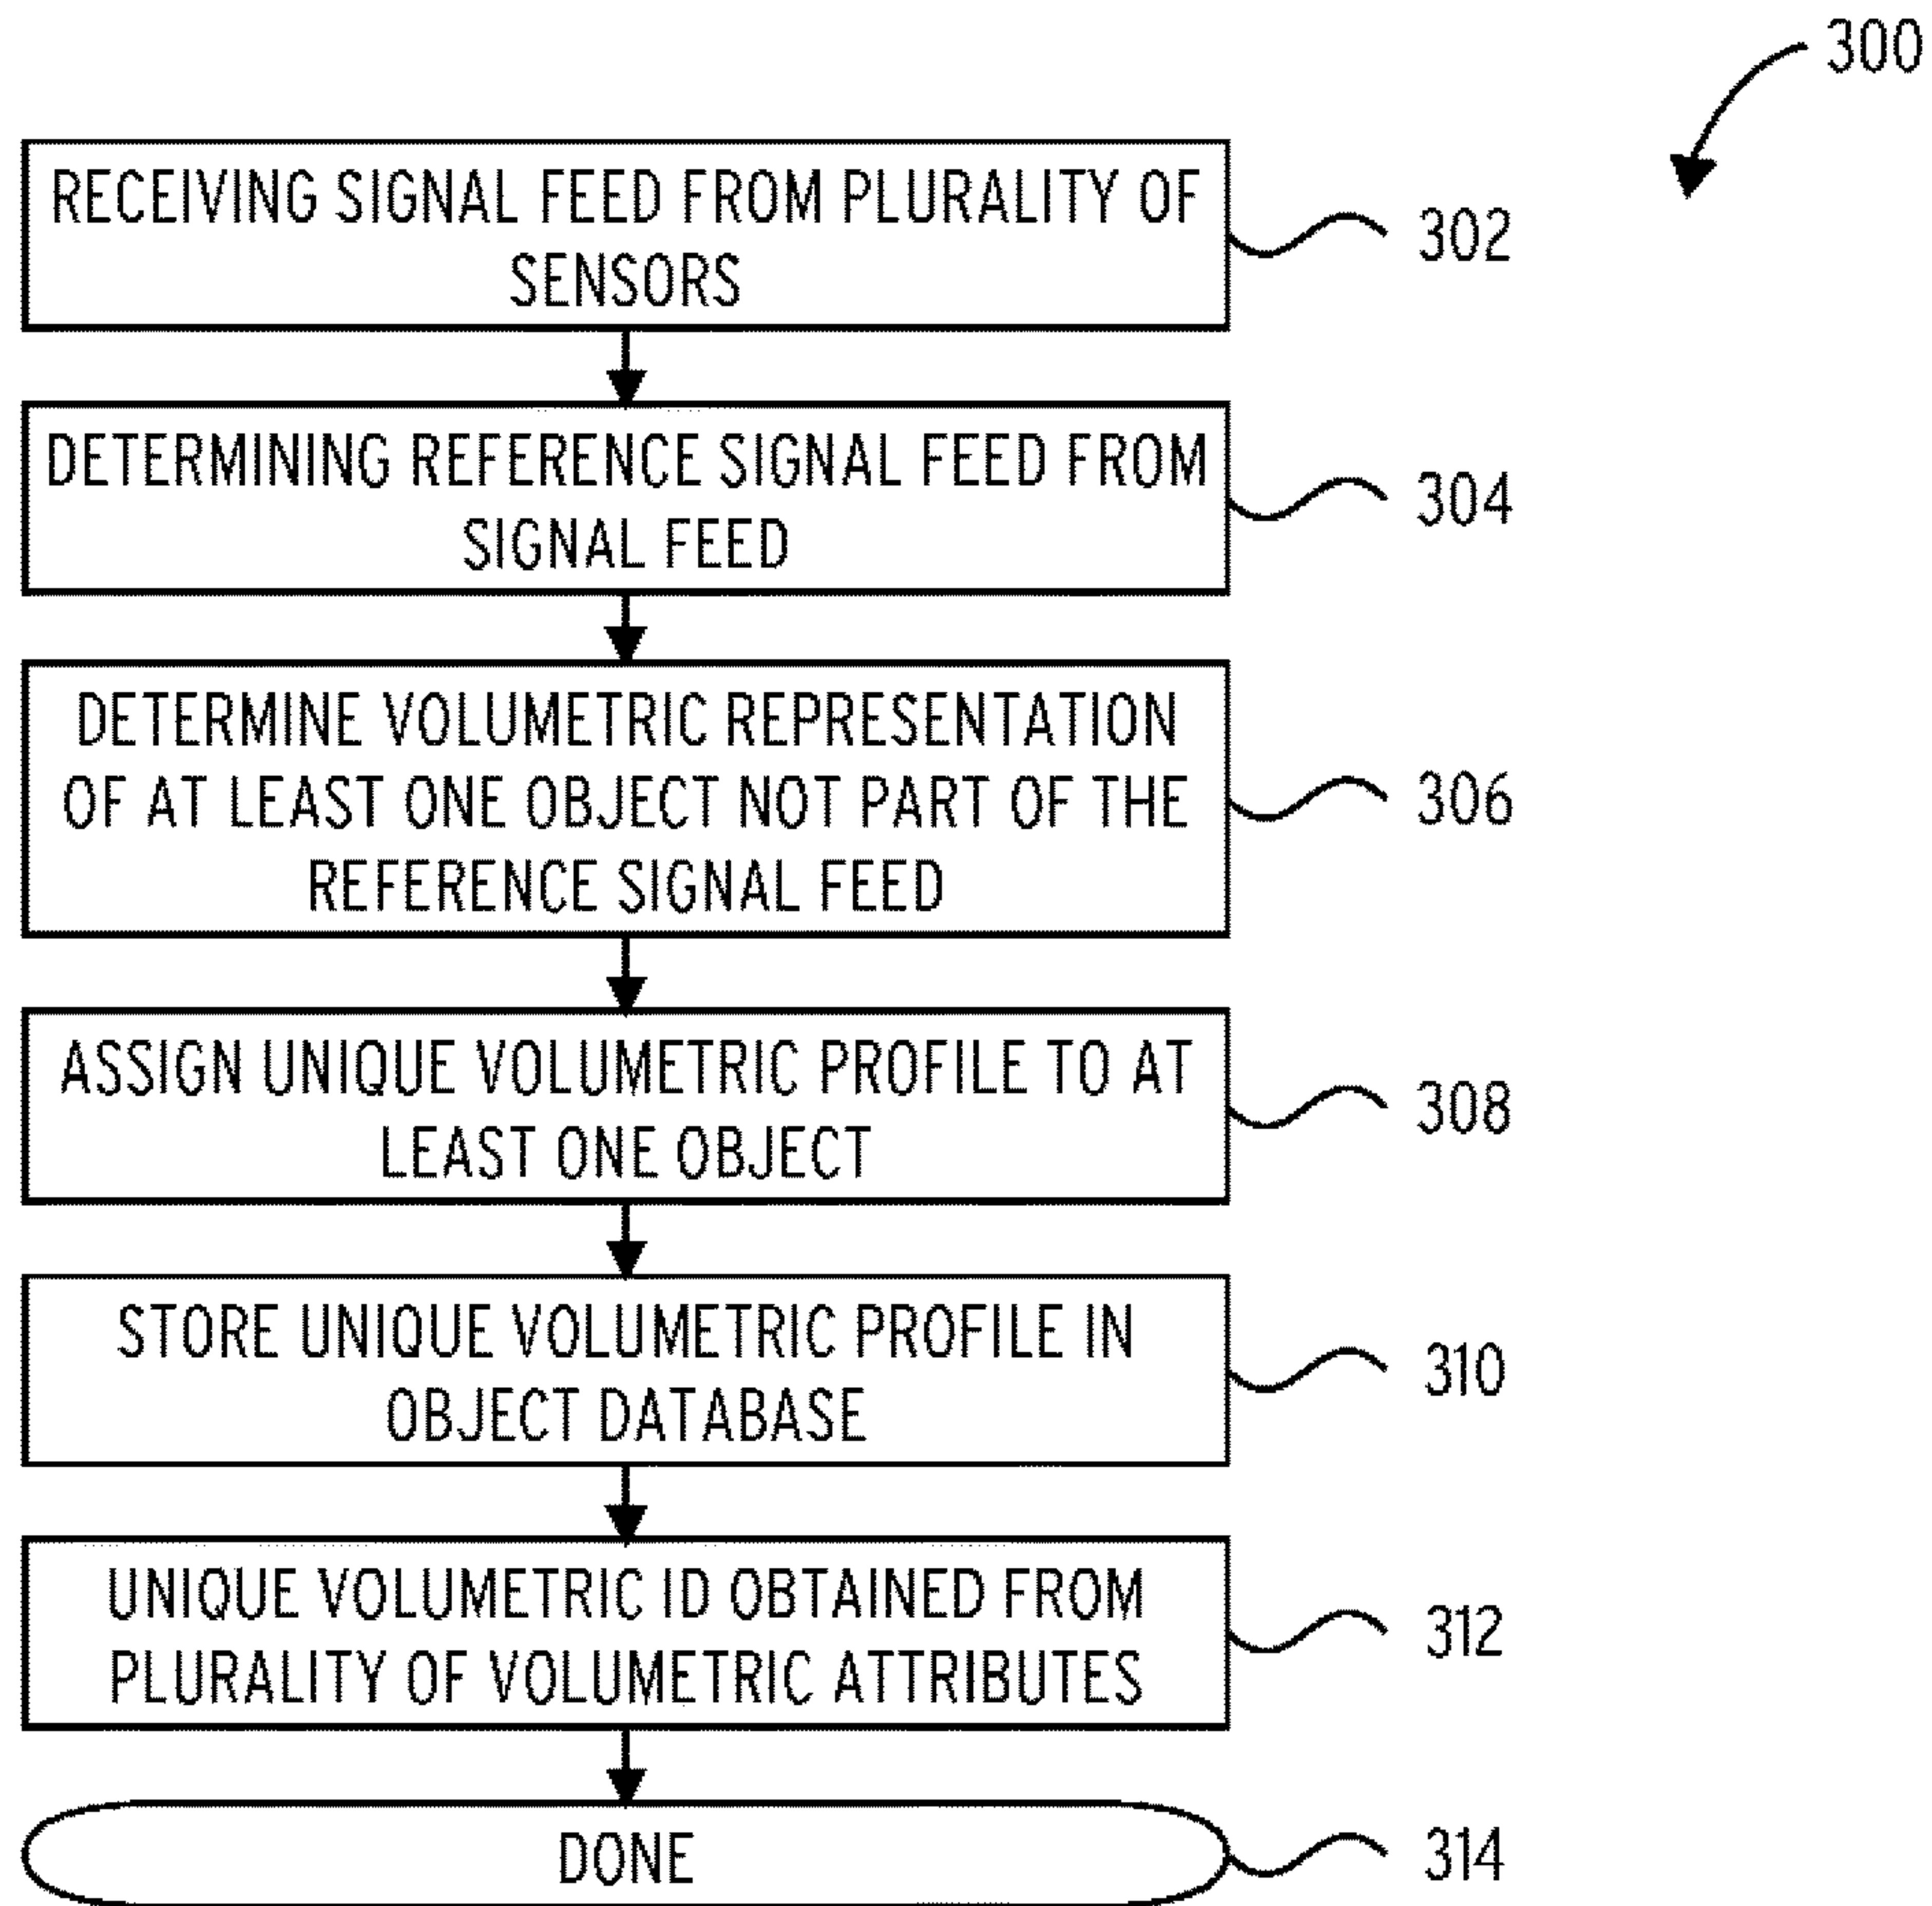 300
RECEIVING SIGNAL FEED FROM PLURALITY OF
SENSORS
302
DETERMINING REFERENCE SIGNAL FEED FROM
SIGNAL FEED
304
DETERMINE VOLUMETRIC REPRESENTATION
OF AT LEAST ONE OBJECT NOT PART OF THE
REFERENCE SIGNAL FEED
306
ASSIGN UNIQUE VOLUMETRIC PROFILE TO AT
LEAST ONE OBJECT
308
STORE UNIQUE VOLUMETRIC PROFILE IN
OBJECT DATABASE
310
UNIQUE VOLUMETRIC ID OBTAINED FROM
PLURALITY OF VOLUMETRIC ATTRIBUTES
312
DONE
314